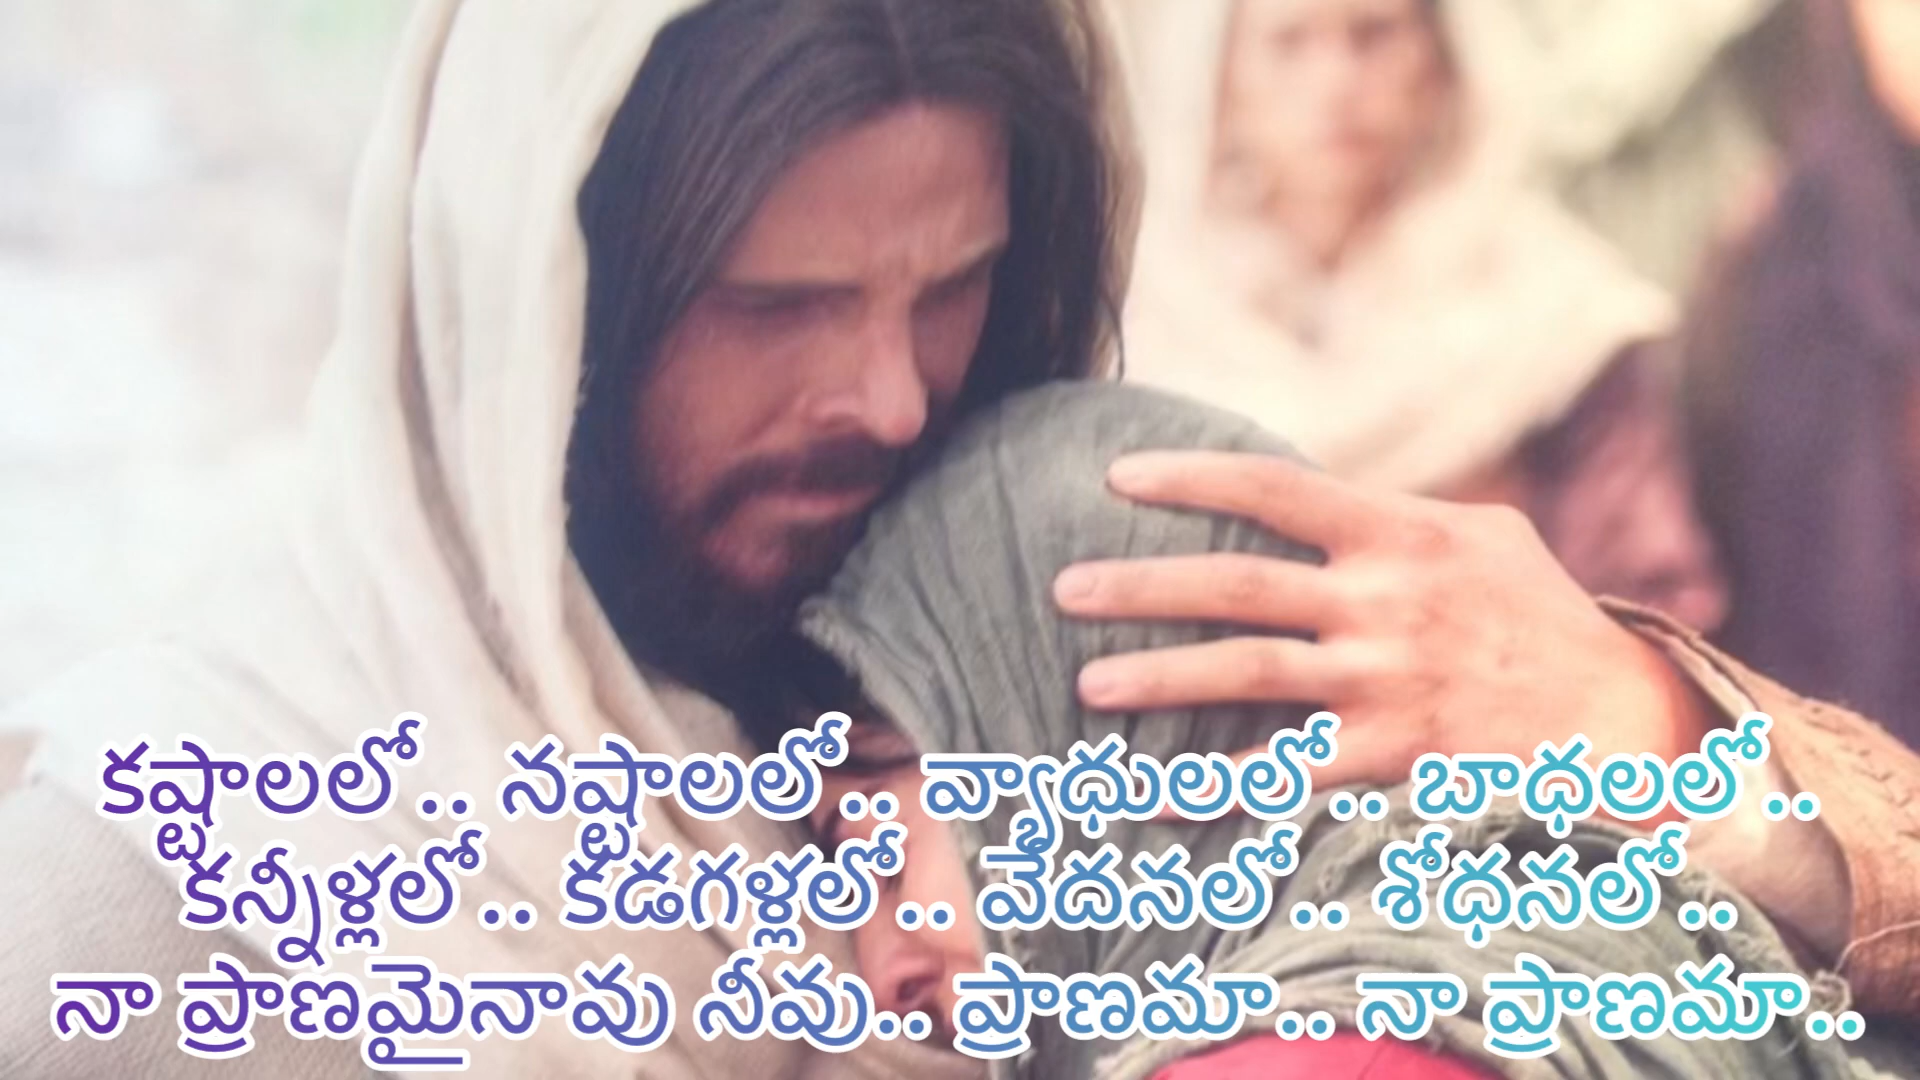 కష్టాలలో.. నష్టాలలో.. వ్యాధులలో.. బాధలలో..
కన్నీళ్లలో.. కడగళ్లలో.. వేదనలో.. శోధనలో..
నా ప్రాణమైనావు నీవు.. ప్రాణమా.. నా ప్రాణమా..